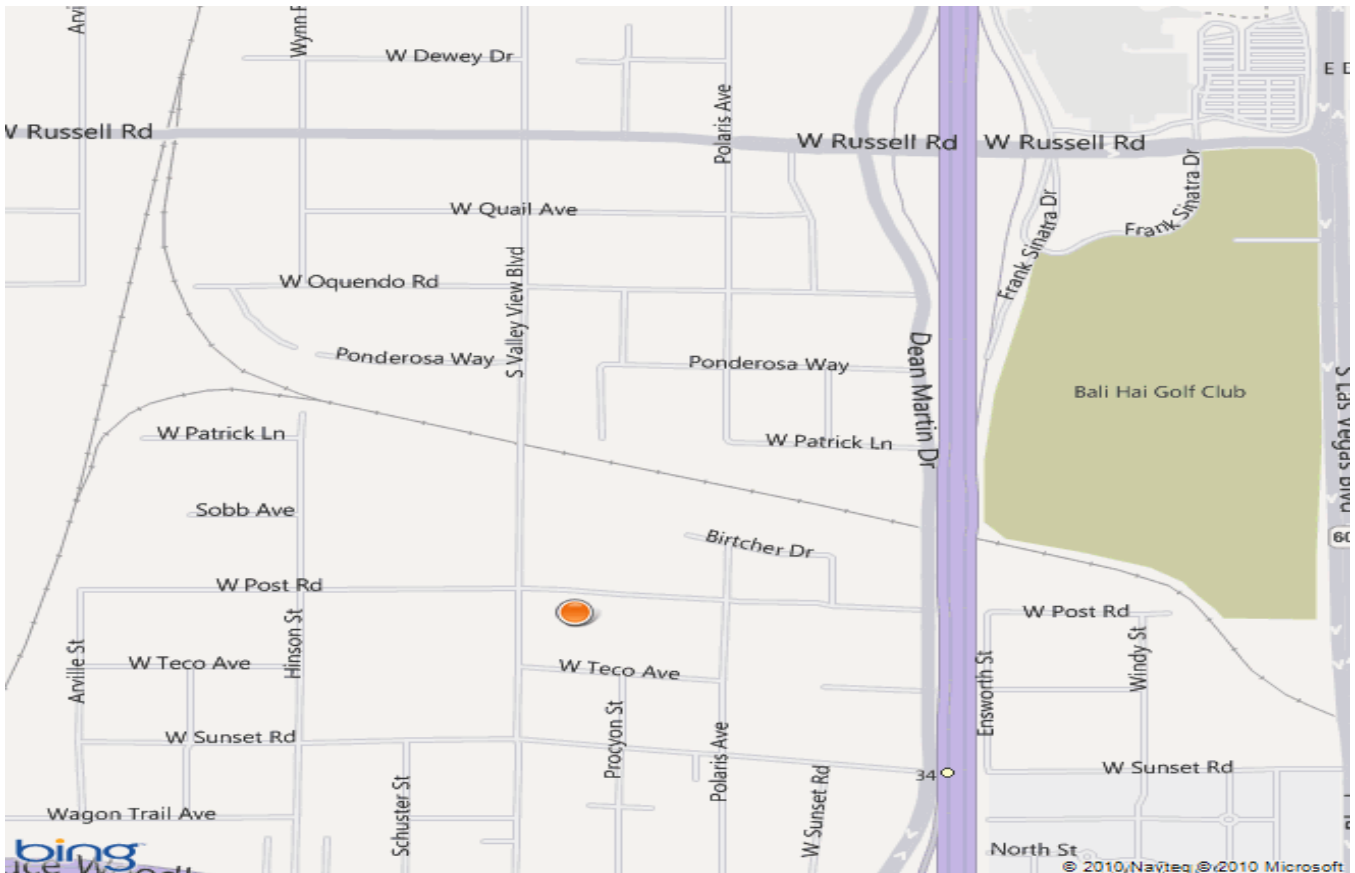 Arvi
Wynn F
W Dewey Dr
E D
Polaris Ave
W Russell Rd
W Russell Rd
W Russell Rd
W Quail Ave
Frank Sinatra Dr
Frank Sinatra Dr
W Oquendo Rd
S Valley View Blvd
Ponderosa Way
Ponderosa Way
Dean Martin Dr
Bali Hai Golf Club
S Las Vegas Blvd
W Patrick Ln
W Patrick Ln
Sobb Ave
Birtcher Dr
60
W Post Rd
W Post Rd
Hinson St
Arville St
W Teco Ave
W Teco Ave
Windy St
Ensworth St
Procyon St
Polaris Ave
W Sunset Rd
W Sunset Rd
34
W Sunset Rd
Schuster St
Wagon Trail Ave
bing
North St
© 2010 Navteq © 2010 Microsoft